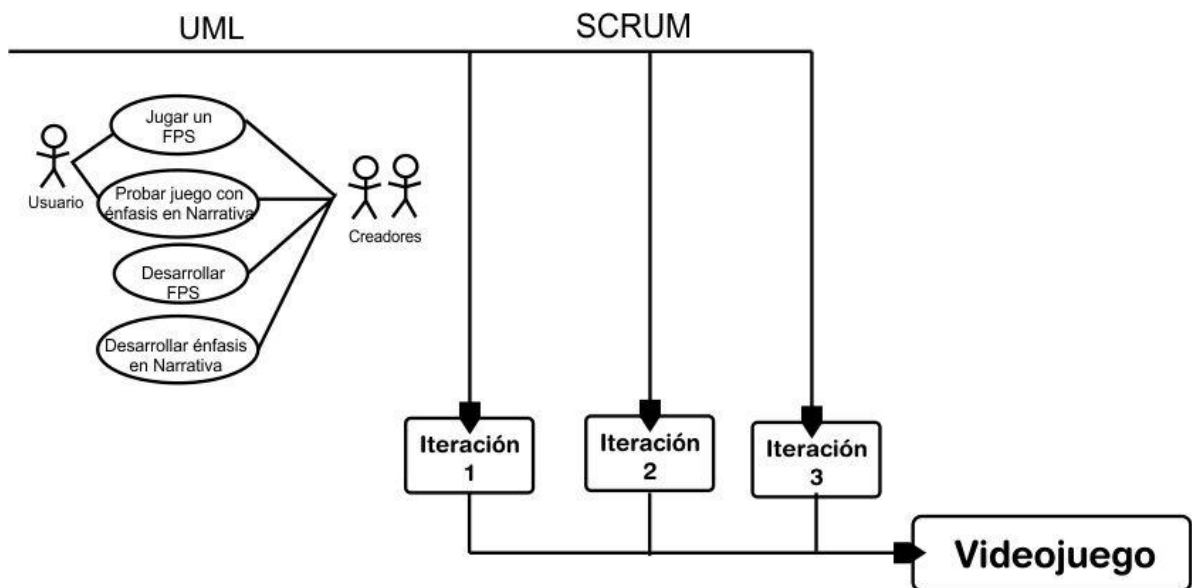 UML
SCRUM
Jugar un
FPS
Usuario
Probar juego con
énfasis en Narrativa
Creadores
Desarrollar
FPS
Desarrollar énfasis
en Narrativa
Iteración
1
Iteración
2
Iteración
3
Videojuego